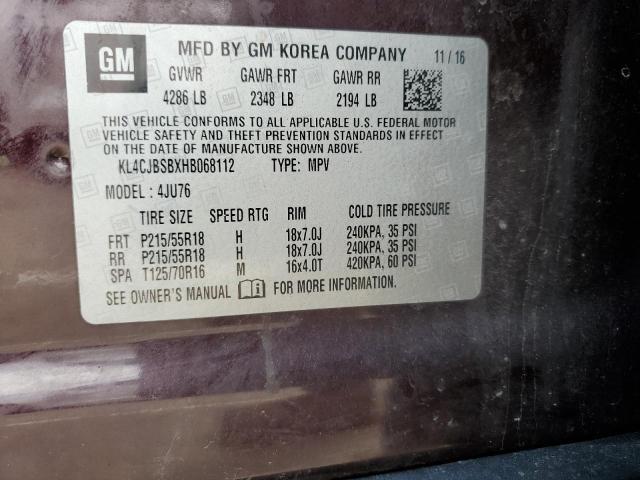 GM
MFD BY GM KOREA COMPANY 11/16
GVWR GAWR FRT GAWR RR
4286 LB 2348 LB 2194 LB
THIS VEHICLE CONFORMS TO ALL APPLICABLE U.S. FEDERAL MOTOR
VEHICLE SAFETY AND THEFT PREVENTION STANDARDS IN EFFECT
ON THE DATE OF MANUFACTURE SHOWN ABOVE.
KL4CJBSBXHB068112 TYPE: MPV
MODEL : 4JU76
TIRE SIZE SPEED RTG RIM COLD TIRE PRESSURE
FRT P215/55R18 H 18x7.0J 240KPA, 35 PSI
RR P215/55R18 H 18x7.0J 240KPA, 35 PSI
SPA T125/70R16 M 16x4.0T 420KPA, 60 PSI
SEE OWNER'S MANUAL FOR MORE INFORMATION.